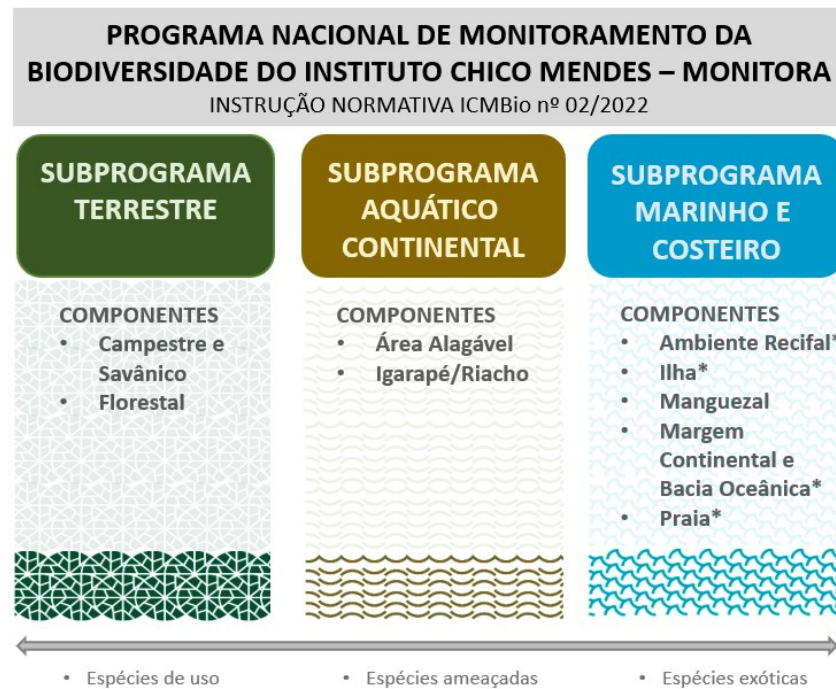 PROGRAMA NACIONAL DE MONITORAMENTO DA
BIODIVERSIDADE DO INSTITUTO CHICO MENDES – MONITORA
INSTRUÇÃO NORMATIVA ICMBio nº 02/2022
SUBPROGRAMA
TERRESTRE
COMPONENTES
• Campestre e
Savânico
• Florestal
SUBPROGRAMA
AQUÁTICO
CONTINENTAL
COMPONENTES
• Área Alagável
• Igarapé/Riacho
SUBPROGRAMA
MARINHO E
COSTEIRO
COMPONENTES
• Ambiente Recifal*
• Ilha*
• Manguezal
• Margem
Continental e
Bacia Oceânica*
• Praia*
• Espécies de uso
• Espécies ameaçadas
• Espécies exóticas